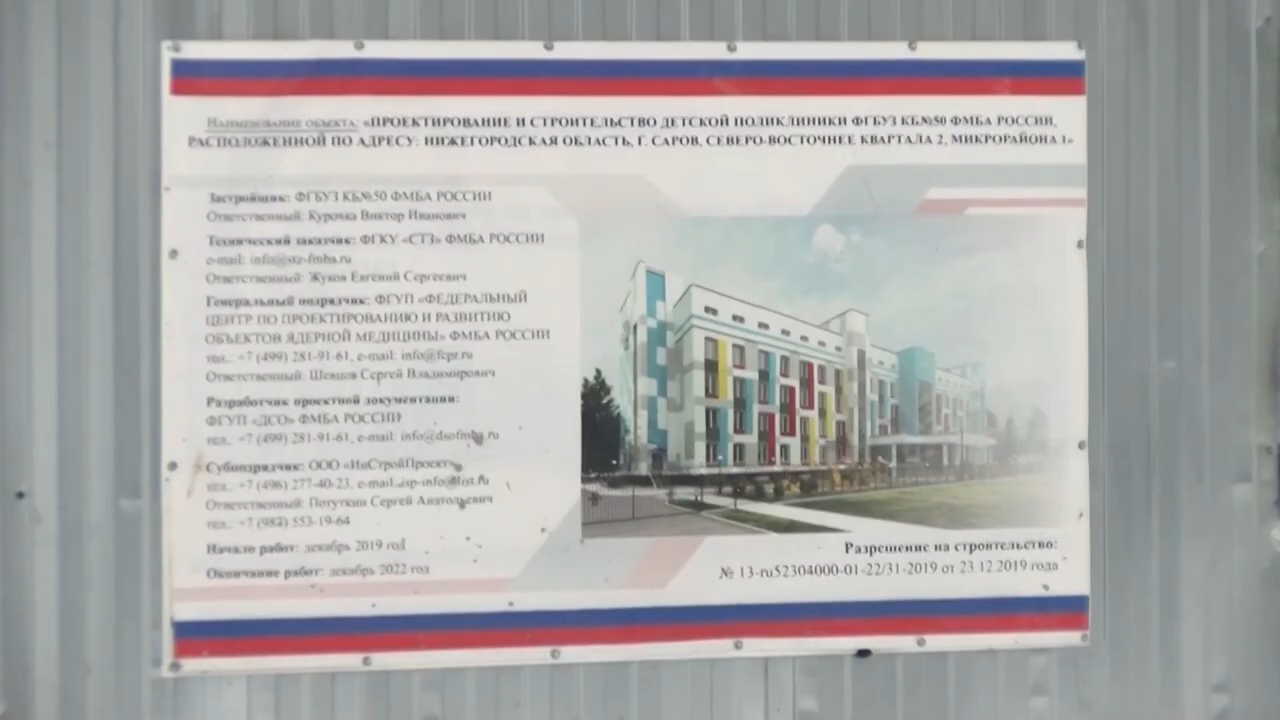 Наименование объекта: «ПРОЕКТИРОВАНИЕ И СТРОИТЕЛЬСТВО ДЕТСКОЙ ПОЛИКЛИНИКИ ФГБУЗ КБ№50 ФМБА РОССИИ,
РАСПОЛОЖЕННОЙ ПО АДРЕСУ: НИЖЕГОРОДСКАЯ ОБЛАСТЬ, Г. САРОВ, СЕВЕРО-ВОСТОЧНЕЕ КВАРТАЛА 2, МИКРОРАЙОНА 1»
Застройщик: ФГБУЗ КБ№50 ФМБА РОССИИ
Ответственный: Курочка Виктор Иванович
Технический заказчик: ФГКУ «СТЗ» ФМБА РОССИИ
e-mail: info@stz-fmba.ru
Ответственный: Жуков Евгений Сергеевич
Генеральный подрядчик: ФГУП «ФЕДЕРАЛЬНЫЙ
ЦЕНТР ПО ПРОЕКТИРОВАНИЮ И РАЗВИТИЮ
ОБЪЕКТОВ ЯДЕРНОЙ МЕДИЦИНЫ» ФМБА РОССИИ
тел.: +7 (499) 281-91-61, e-mail: info@fcpr.ru
Ответственный: Шевцов Сергей Владимирович
Разработчик проектной документации:
ФГУП «ДСО» ФМБА РОССИИ
тел.: +7 (499) 281-91-61, e-mail: info@dsofmba.ru
Субподрядчик: ООО «ИнСтройПроект»
тел.: +7 (496) 277-40-23, e-mail: isp-info@list.ru
Ответственный: Потуткин Сергей Анатольевич
тел.: +7 (982) 553-19-64
Начало работ: декабрь 2019 год
Окончание работ: декабрь 2022 год
Разрешение на строительство:
№ 13-ru52304000-01-22/31-2019 от 23.12.2019 года